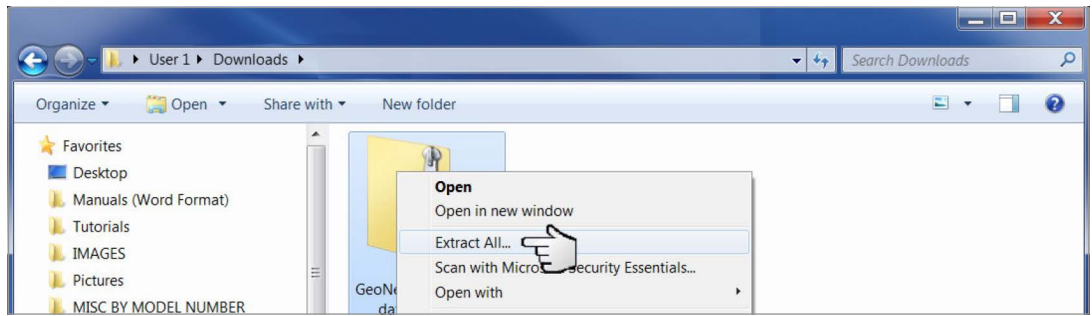 User 1 Downloads
Search Downloads
Organize Open Share with New folder
Favorites
Desktop
Manuals (Word Format)
Tutorials
IMAGES
Pictures
MISC BY MODEL NUMBER
Open
Open in new window
Extract All...
Scan with Security Essentials...
Open with